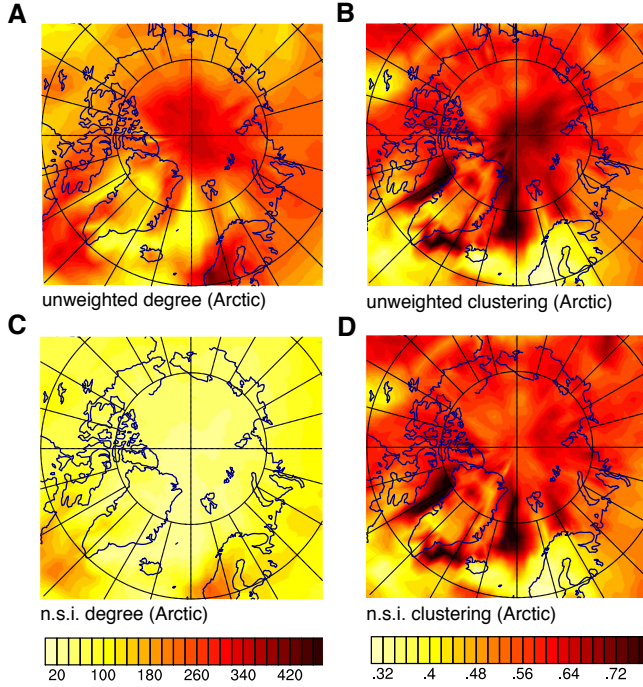 A
B
unweighted degree (Arctic)
unweighted clustering (Arctic)
C
D
n.s.i. degree (Arctic)
n.s.i. clustering (Arctic)
20 100 180 260 340 420
.32 .4 .48 .56 .64 .72